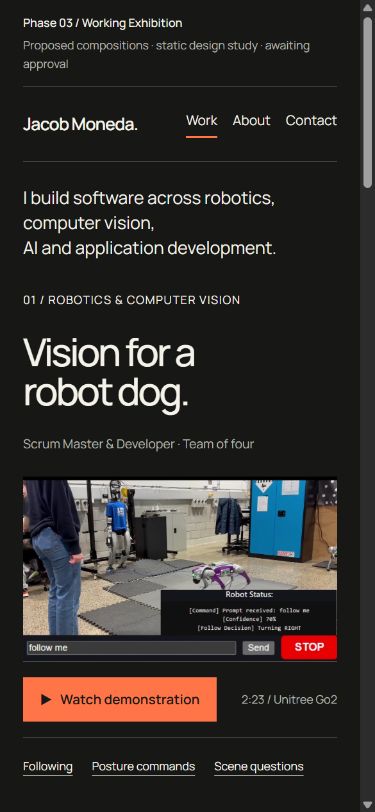 Phase 03 / Working Exhibition
Proposed compositions · static design study · awaiting
approval
Jacob Moneda.
Work About Contact
I build software across robotics,
computer vision,
AI and application development.
01 / ROBOTICS & COMPUTER VISION
Vision for a
robot dog.
Scrum Master & Developer · Team of four
Robot Status:
[Command] Prompt received: follow me
[Confidence] 70%
[Follow Decision] Turning RIGHT
follow me Send STOP
Watch demonstration 2:23 / Unitree Go2
Following Posture commands Scene questions